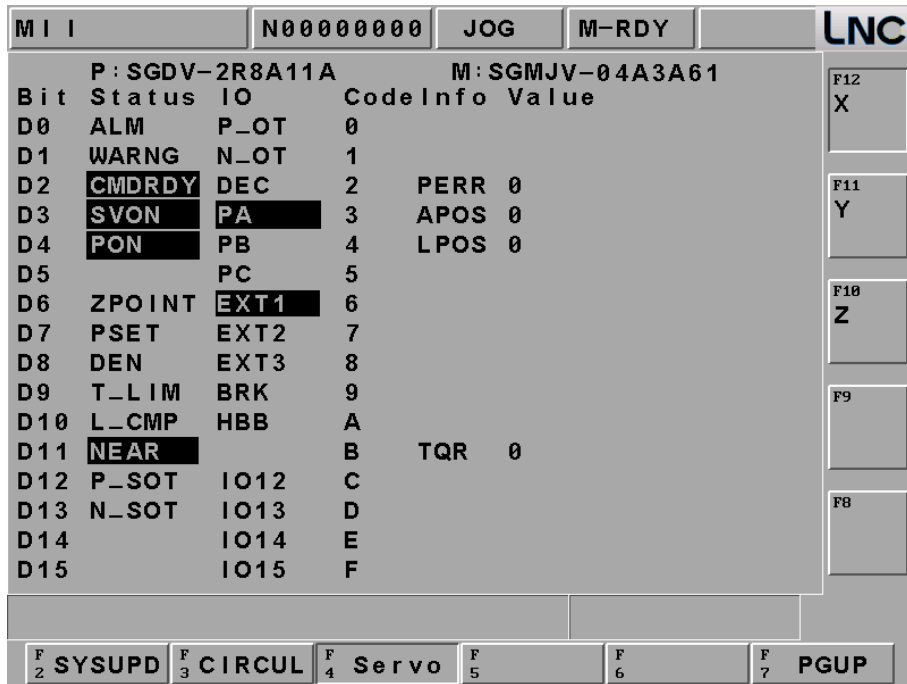 MII N00000000 JOG M-RDY LNC
P:SGDV-2R8A11A M:SGMJV-04A3A61
Bit Status IO Code Info Value
D0 ALM P_OT 0
D1 WARNG N_OT 1
D2 CMDRDY DEC 2 PERR 0
D3 SVON PA 3 APOS 0
D4 PON PB 4 LPOS 0
D5 PC 5
D6 ZPOINT EXT1 6
D7 PSET EXT2 7
D8 DEN EXT3 8
D9 T_LIM BRK 9
D10 L_CMP HBB A
D11 NEAR B TQR 0
D12 P_SOT IO12 C
D13 N_SOT IO13 D
D14 IO14 E
D15 IO15 F
F12
X
F11
Y
F10
Z
F9
F8
F2 SYSUPD F3 CIRCUL F4 Servo F5 F6 F7 PGUP